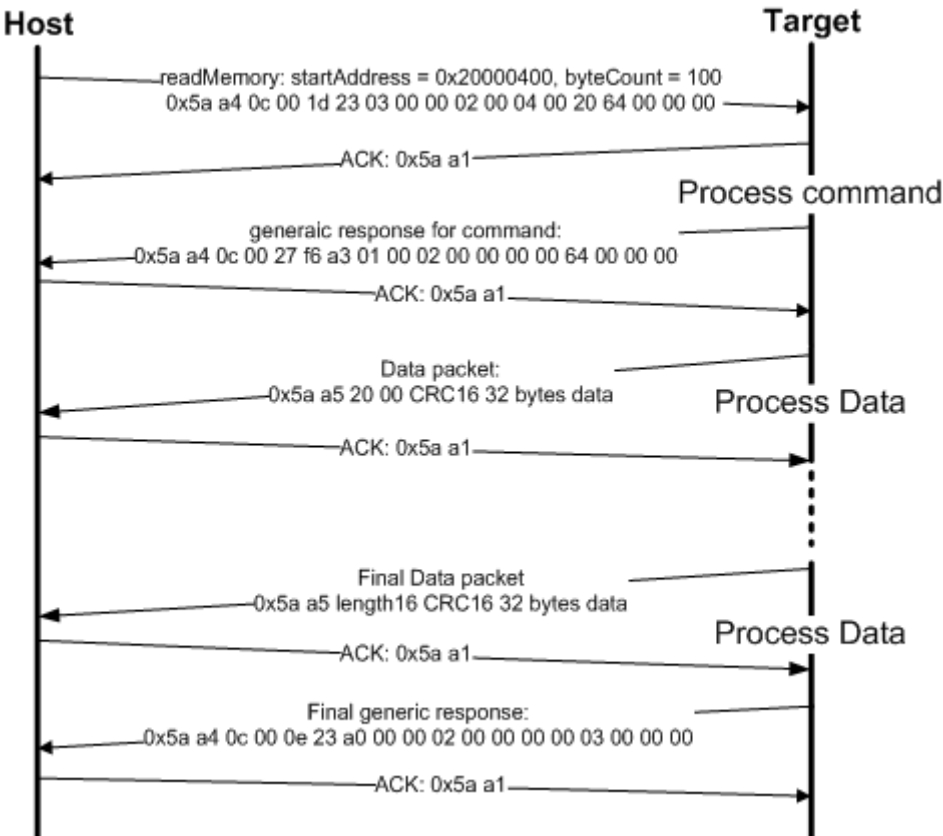 Host
Target
readMemory: startAddress = 0x20000400, byteCount = 100
0x5a a4 0c 00 1d 23 03 00 00 02 00 04 00 20 64 00 00 00
ACK: 0x5a a1
Process command
generaic response for command:
0x5a a4 0c 00 27 f6 a3 01 00 02 00 00 00 00 64 00 00 00
ACK: 0x5a a1
Data packet:
0x5a a5 20 00 CRC16 32 bytes data
Process Data
ACK: 0x5a a1
Final Data packet
0x5a a5 length16 CRC16 32 bytes data
Process Data
ACK: 0x5a a1
Final generic response:
0x5a a4 0c 00 0e 23 a0 00 00 02 00 00 00 00 03 00 00 00
ACK: 0x5a a1